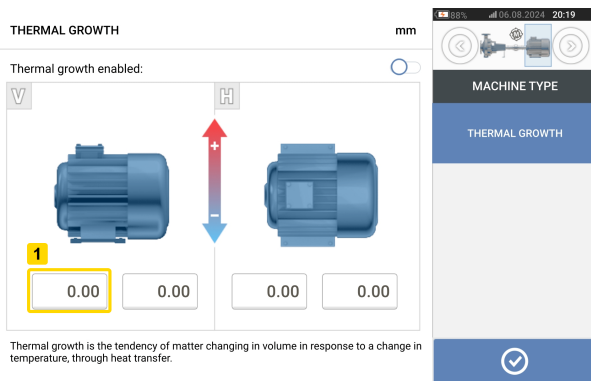 THERMAL GROWTH
mm
Thermal growth enabled:
V
H
+
−
1
0.00
0.00
0.00
0.00
Thermal growth is the tendency of matter changing in volume in response to a change in
temperature, through heat transfer.
88%
06.08.2024 20:19
MACHINE TYPE
THERMAL GROWTH